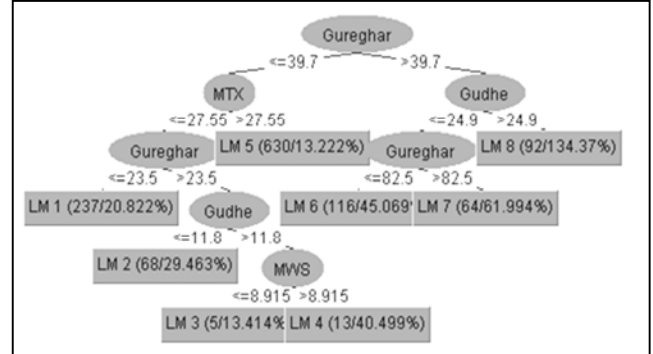 Gureghar
<=39.7 >39.7
MTX Gudhe
<=27.55 >27.55 <=24.9 >24.9
Gureghar LM 5 (630/13.222%) Gureghar LM 8 (92/134.37%)
<=23.5 >23.5 <=82.5 >82.5
LM 1 (237/20.822%) Gudhe LM 6 (116/45.069% LM 7 (64/61.994%)
<=11.8 >11.8
LM 2 (68/29.463%) MWS
<=8.915 >8.915
LM 3 (5/13.414% LM 4 (13/40.499%)